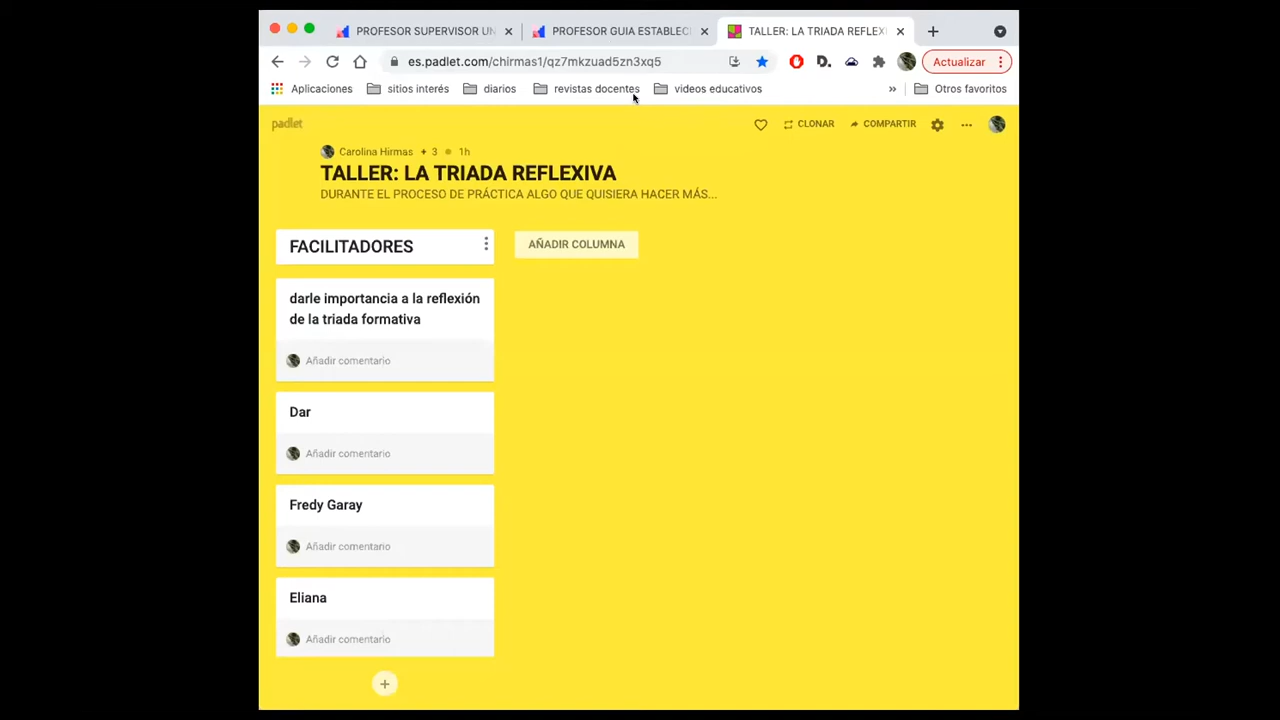 PROFESOR SUPERVISOR UN
PROFESOR GUIA ESTABLECI
TALLER: LA TRIADA REFLEXI
es.padlet.com/chirmas1/qz7mkzuad5zn3xq5
D.
Actualizar
Aplicaciones
sitios interés
diarios
revistas docentes
videos educativos
»
Otros favoritos
padlet
CLONAR
COMPARTIR
Carolina Hirmas + 3 1h
TALLER: LA TRIADA REFLEXIVA
DURANTE EL PROCESO DE PRÁCTICA ALGO QUE QUISIERA HACER MÁS...
FACILITADORES
AÑADIR COLUMNA
darle importancia a la reflexión
de la triada formativa
Añadir comentario
Dar
Añadir comentario
Fredy Garay
Añadir comentario
Eliana
Añadir comentario